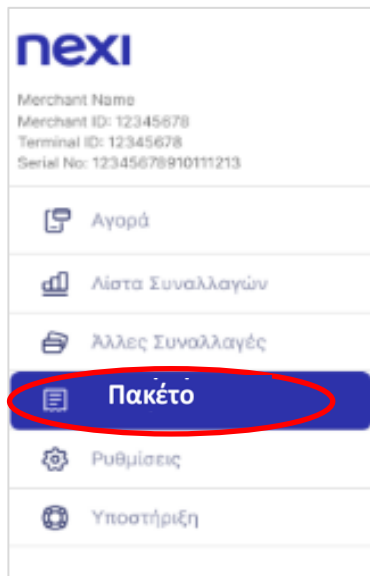 nexi
Merchant Name
Merchant ID: 12345678
Terminal ID: 12345678
Serial No: 12345678910111213
Αγορά
Λίστα Συναλλαγών
Άλλες Συναλλαγές
Πακέτο
Ρυθμίσεις
Υποστήριξη